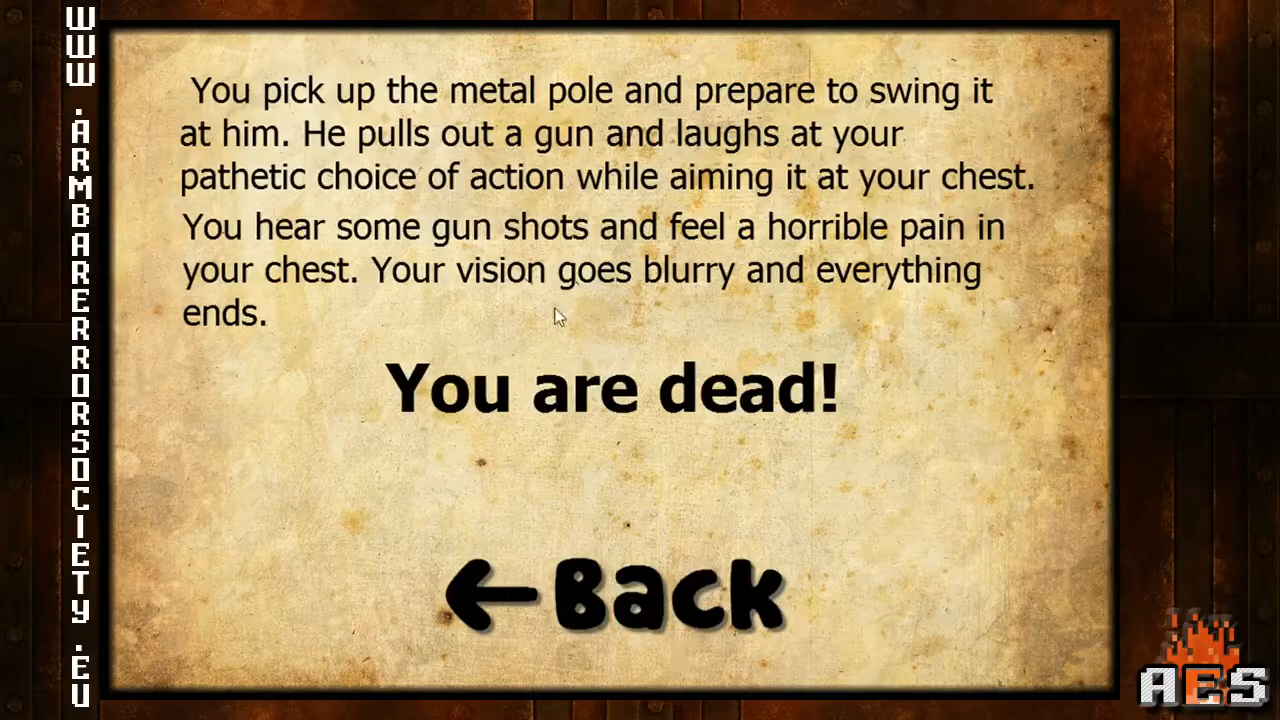 WWW.ARMBARERRORSOCIETY.EU
You pick up the metal pole and prepare to swing it
at him. He pulls out a gun and laughs at your
pathetic choice of action while aiming it at your chest.
You hear some gun shots and feel a horrible pain in
your chest. Your vision goes blurry and everything
ends.
You are dead!
←Back
AES